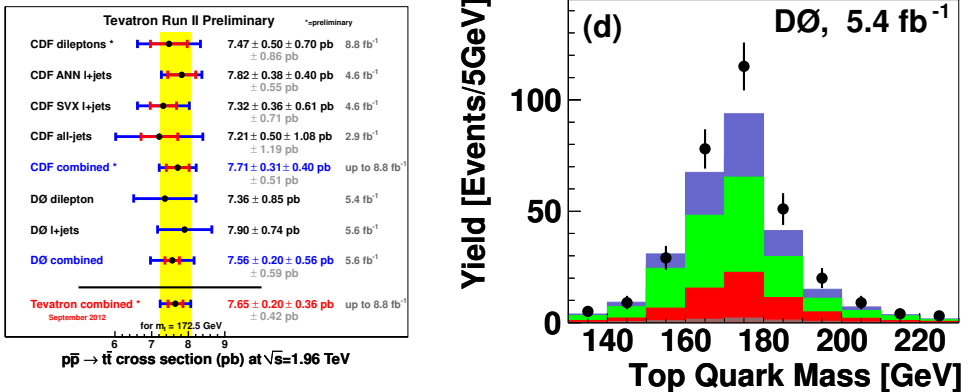 Tevatron Run II Preliminary *=preliminary
CDF dileptons * 7.47 ± 0.50 ± 0.70 pb 8.8 fb⁻¹
± 0.86 pb
CDF ANN l+jets 7.82 ± 0.38 ± 0.40 pb 4.6 fb⁻¹
± 0.55 pb
CDF SVX l+jets 7.32 ± 0.36 ± 0.61 pb 4.6 fb⁻¹
± 0.71 pb
CDF all-jets 7.21 ± 0.50 ± 1.08 pb 2.9 fb⁻¹
± 1.19 pb
CDF combined * 7.71 ± 0.31 ± 0.40 pb up to 8.8 fb⁻¹
± 0.51 pb
DØ dilepton 7.36 ± 0.85 pb 5.4 fb⁻¹
DØ l+jets 7.90 ± 0.74 pb 5.6 fb⁻¹
DØ combined 7.56 ± 0.20 ± 0.56 pb 5.6 fb⁻¹
± 0.59 pb
Tevatron combined * 7.65 ± 0.20 ± 0.36 pb up to 8.8 fb⁻¹
September 2012 ± 0.42 pb
for mₜ = 172.5 GeV
6 7 8 9
pp̅ → tt̅ cross section (pb) at √s=1.96 TeV
(d) DØ, 5.4 fb⁻¹
Yield [Events/5GeV]
100
50
0
140 160 180 200 220
Top Quark Mass [GeV]